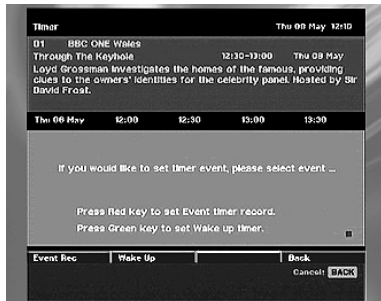 Timer Thu 08 May 12:10
01 BBC ONE Wales
Through The Keyhole 12:30-13:00 Thu 08 May
Loyd Grossman investigates the homes of the famous, providing
clues to the owners' identities for the celebrity panel. Hosted by Sir
David Frost.
Thu 08 May 12:00 12:30 13:00 13:30
If you would like to set timer event, please select event ...
Press Red key to set Event timer record.
Press Green key to set Wake up timer.
Event Rec Wake Up Back
Cancel: BACK